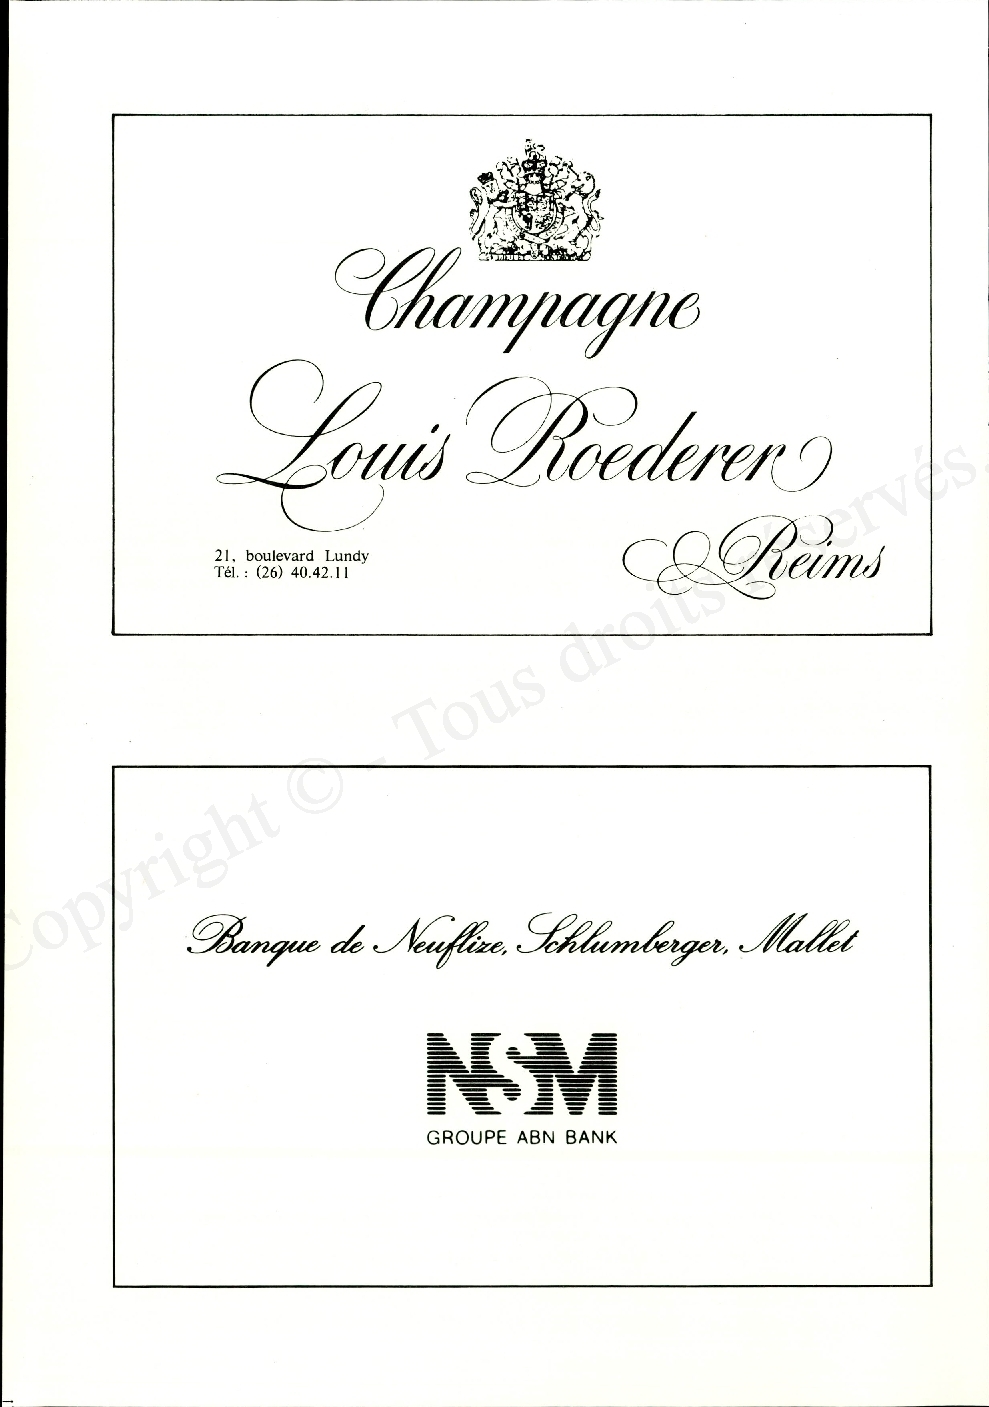 Champagne
Louis Roederer
Reims
21, boulevard Lundy
Tél. : (26) 40.42.11
Copyright © - Tous droits réservés.
Banque de Neuflize, Schlumberger, Mallet
NSM
GROUPE ABN BANK